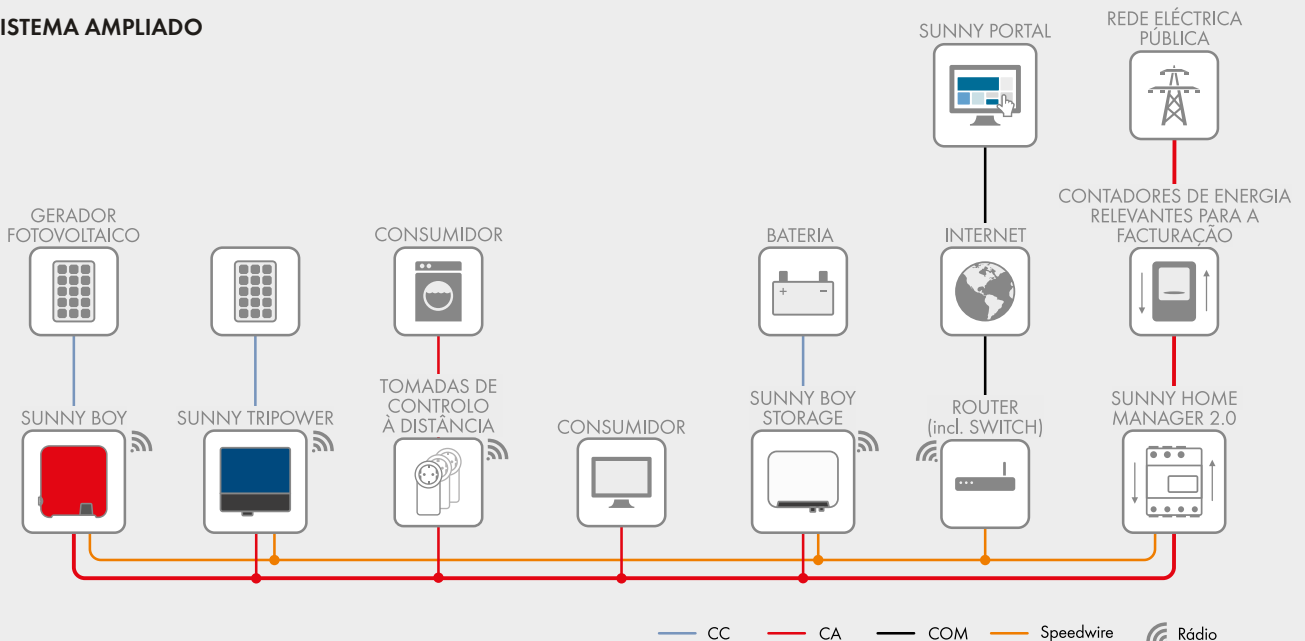 ISTEMA AMPLIADO
SUNNY PORTAL
REDE ELÉCTRICA
PÚBLICA
GERADOR
FOTOVOLTAICO
CONSUMIDOR
BATERIA
INTERNET
CONTADORES DE ENERGIA
RELEVANTES PARA A
FACTURAÇÃO
SUNNY BOY
SUNNY TRIPOWER
TOMADAS DE
CONTROLO
À DISTÂNCIA
CONSUMIDOR
SUNNY BOY
STORAGE
ROUTER
(incl. SWITCH)
SUNNY HOME
MANAGER 2.0
CC
CA
COM
Speedwire
Rádio